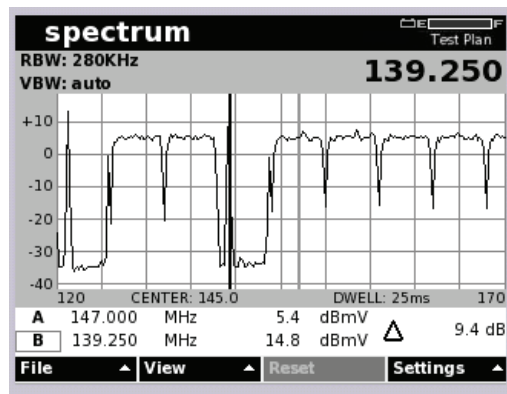 spectrum
E F
Test Plan
RBW: 280KHz
VBW: auto
139.250
+10
0
-10
-20
-30
-40
120 CENTER: 145.0 DWELL: 25ms 170
A 147.000 MHz 5.4 dBmV
B 139.250 MHz 14.8 dBmV
Δ 9.4 dB
File View Reset Settings